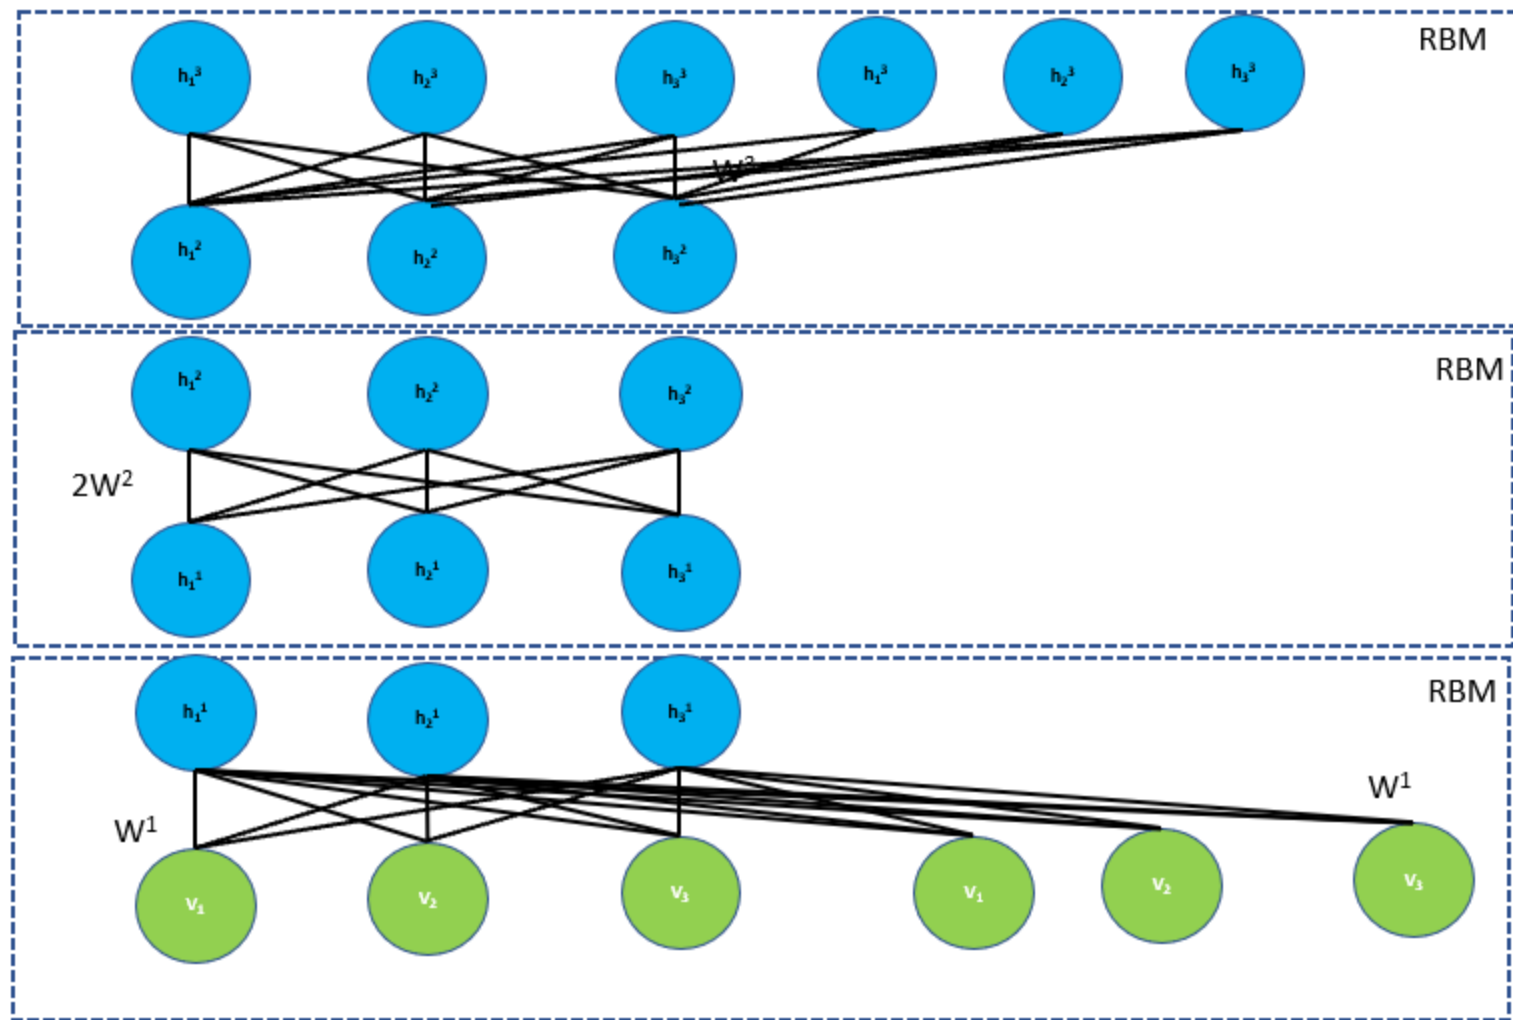 RBM
h₁³ h₂³ h₃³ h₁³ h₂³ h₃³
h₁² h₂² h₃²
RBM
h₁² h₂² h₃²
2W²
h₁¹ h₂¹ h₃¹
RBM
h₁¹ h₂¹ h₃¹
W¹
W¹
V₁ V₂ V₃ V₁ V₂ V₃